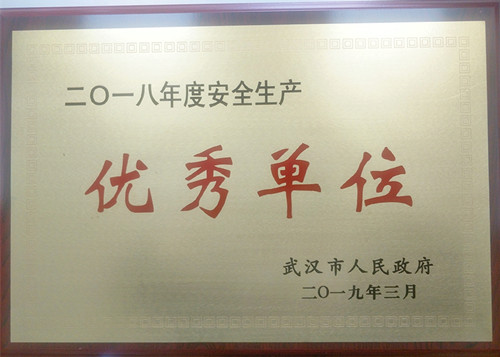 二〇一八年度安全生产
优秀单位
武汉市人民政府
二〇一九年三月